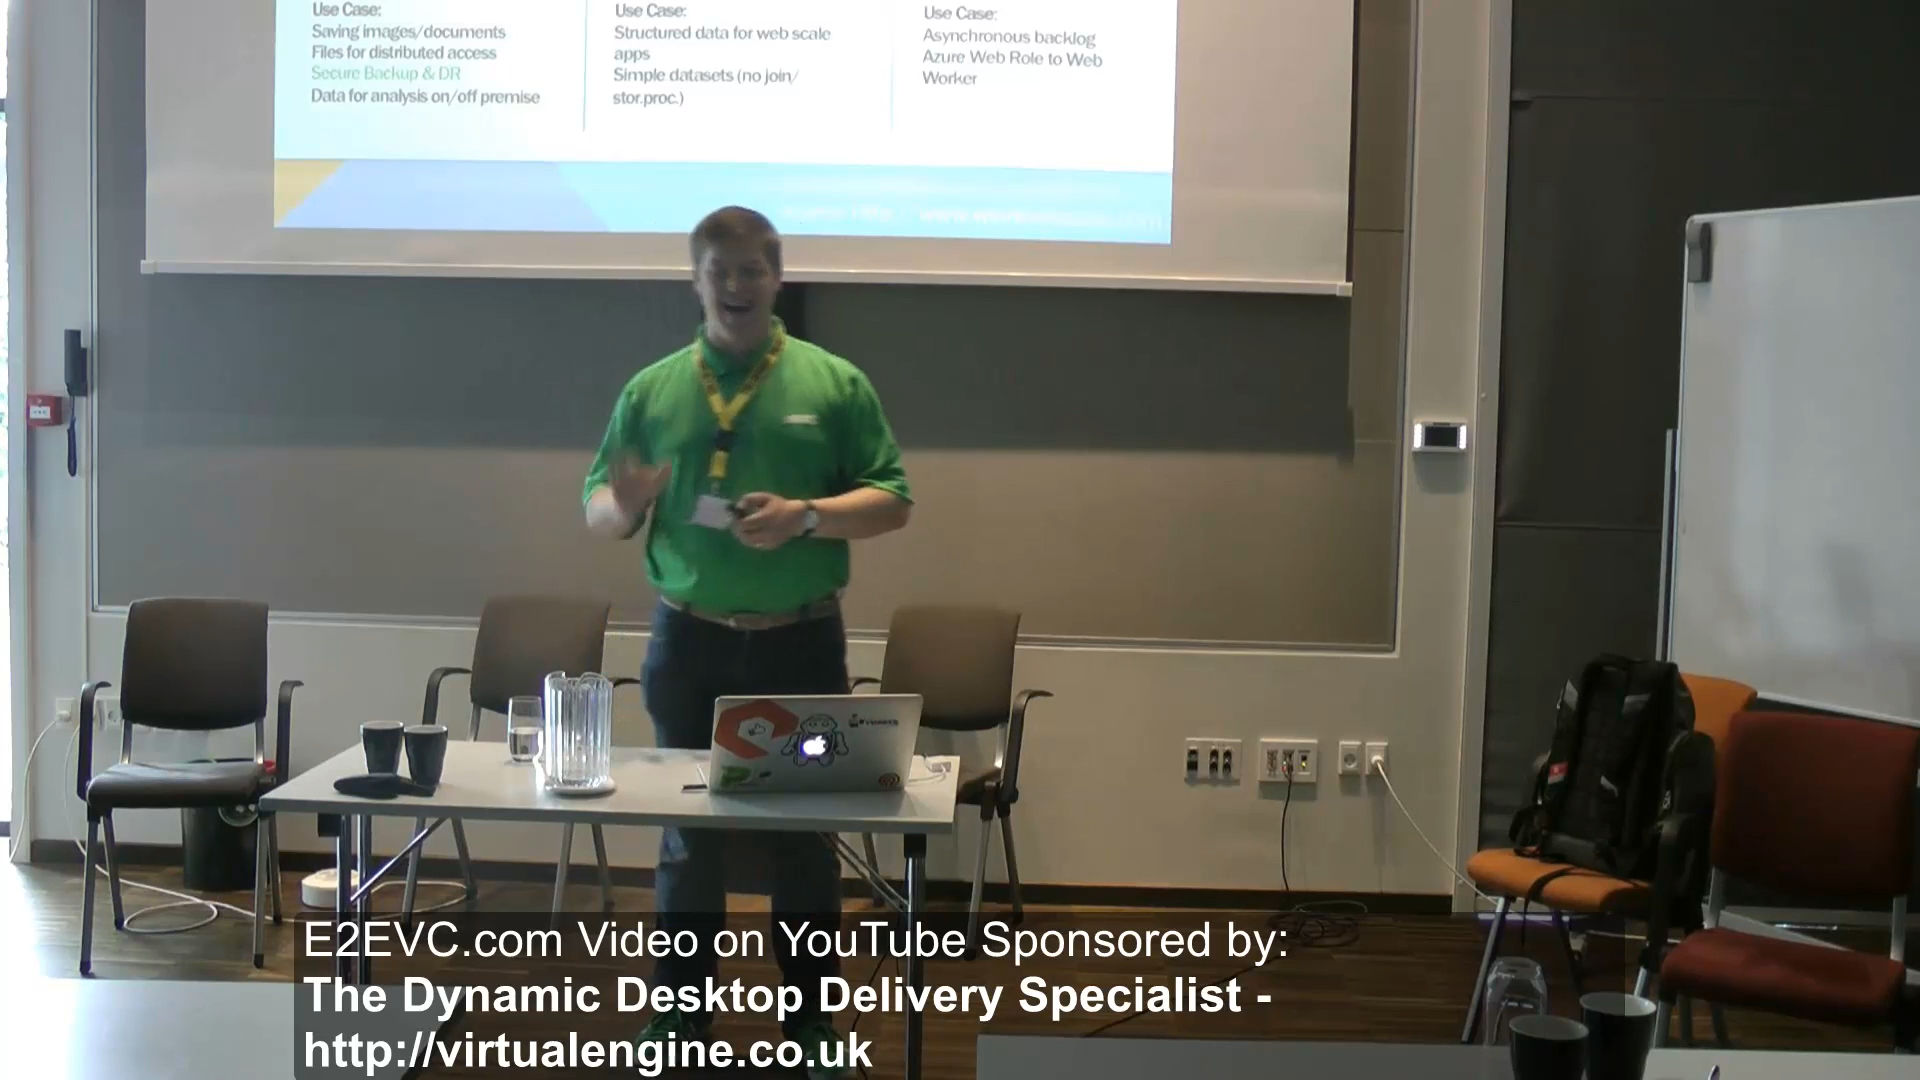 Use Case:
Saving images/documents
Files for distributed access
Secure Backup & DR
Data for analysis on/off premise
Use Case:
Structured data for web scale
apps
Simple datasets (no join/
stor.proc.)
Use Case:
Asynchronous backlog
Azure Web Role to Web
Worker
E2EVC.com Video on YouTube Sponsored by:
The Dynamic Desktop Delivery Specialist -
http://virtualengine.co.uk